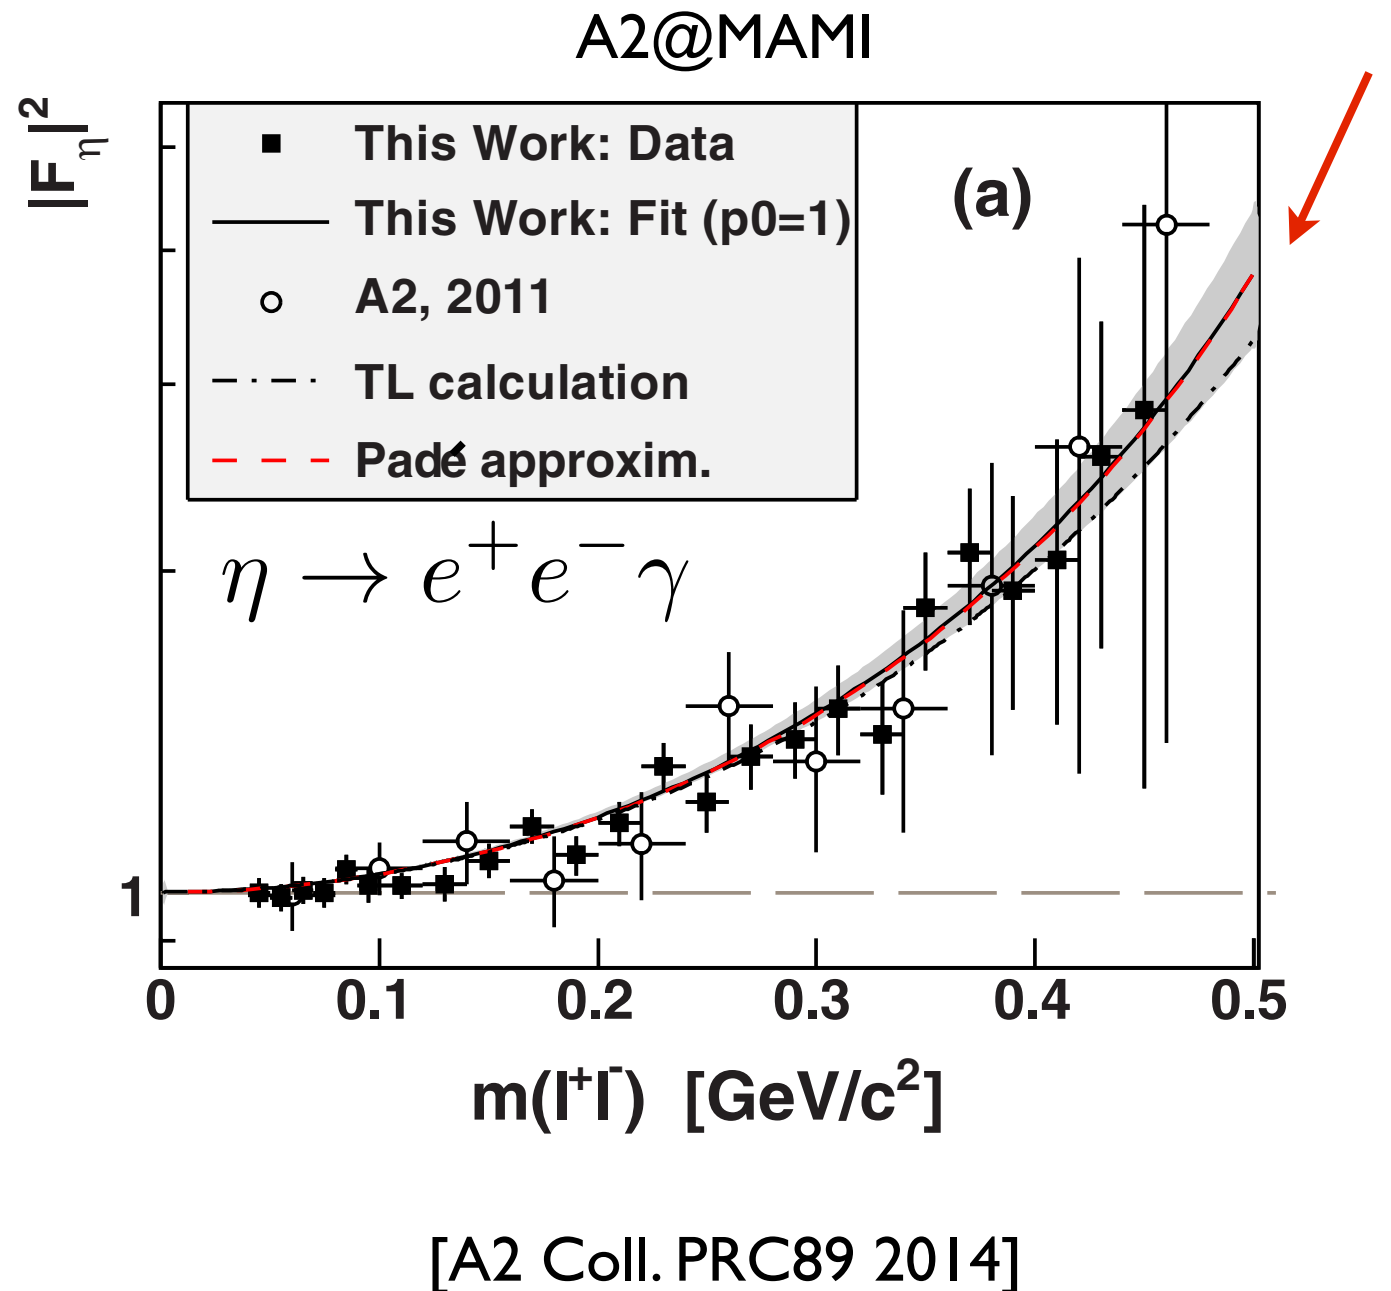 A2@MAMI
|F_η|²
This Work: Data
This Work: Fit (p0=1)
A2, 2011
TL calculation
Padé approxim.
(a)
η → e⁺e⁻γ
1
0 0.1 0.2 0.3 0.4 0.5
m(l⁺l⁻) [GeV/c²]
[A2 Coll. PRC89 2014]